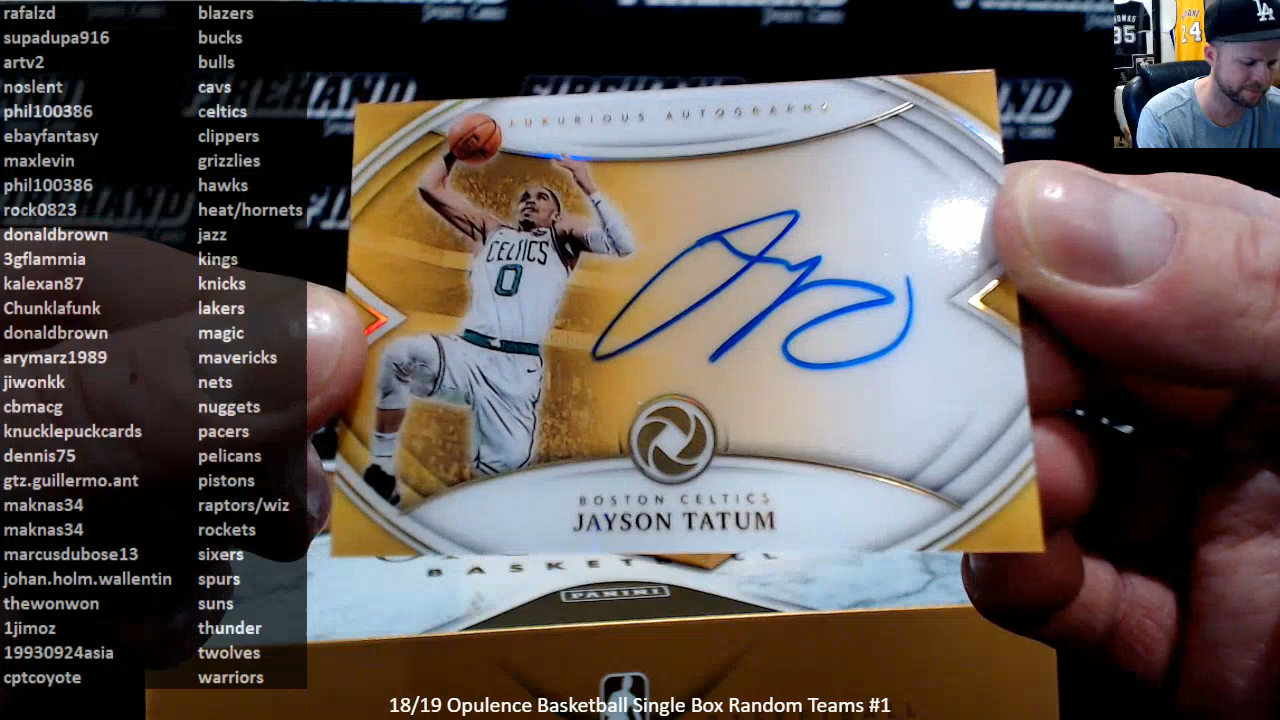 rafalzd blazers
supadupa916 bucks
artv2 bulls
noslent cavs
phil100386 celtics
ebayfantasy clippers
maxlevin grizzlies
phil100386 hawks
rock0823 heat/hornets
donaldbrown jazz
3gflammia kings
kalexan87 knicks
Chunklafunk lakers
donaldbrown magic
arymarz1989 mavericks
jiwonkk nets
cbmacg nuggets
knucklepuckcards pacers
dennis75 pelicans
gtz.guillermo.ant pistons
maknas34 raptors/wiz
maknas34 rockets
marcusdubose13 sixers
johan.holm.wallentin spurs
thewonwon suns
1jimoz thunder
19930924asia twolves
cptcoyote warriors
FIREHAND
LUXURIOUS AUTOGRAPHS
CELTICS
0
BOSTON CELTICS
JAYSON TATUM
PANINI
LA
18/19 Opulence Basketball Single Box Random Teams #1